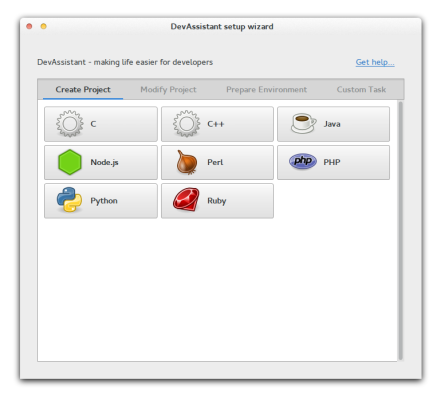 DevAssistant setup wizard
DevAssistant - making life easier for developers Get help...
Create Project Modify Project Prepare Environment Custom Task
C C++ Java
Node.js Perl php PHP
Python Ruby